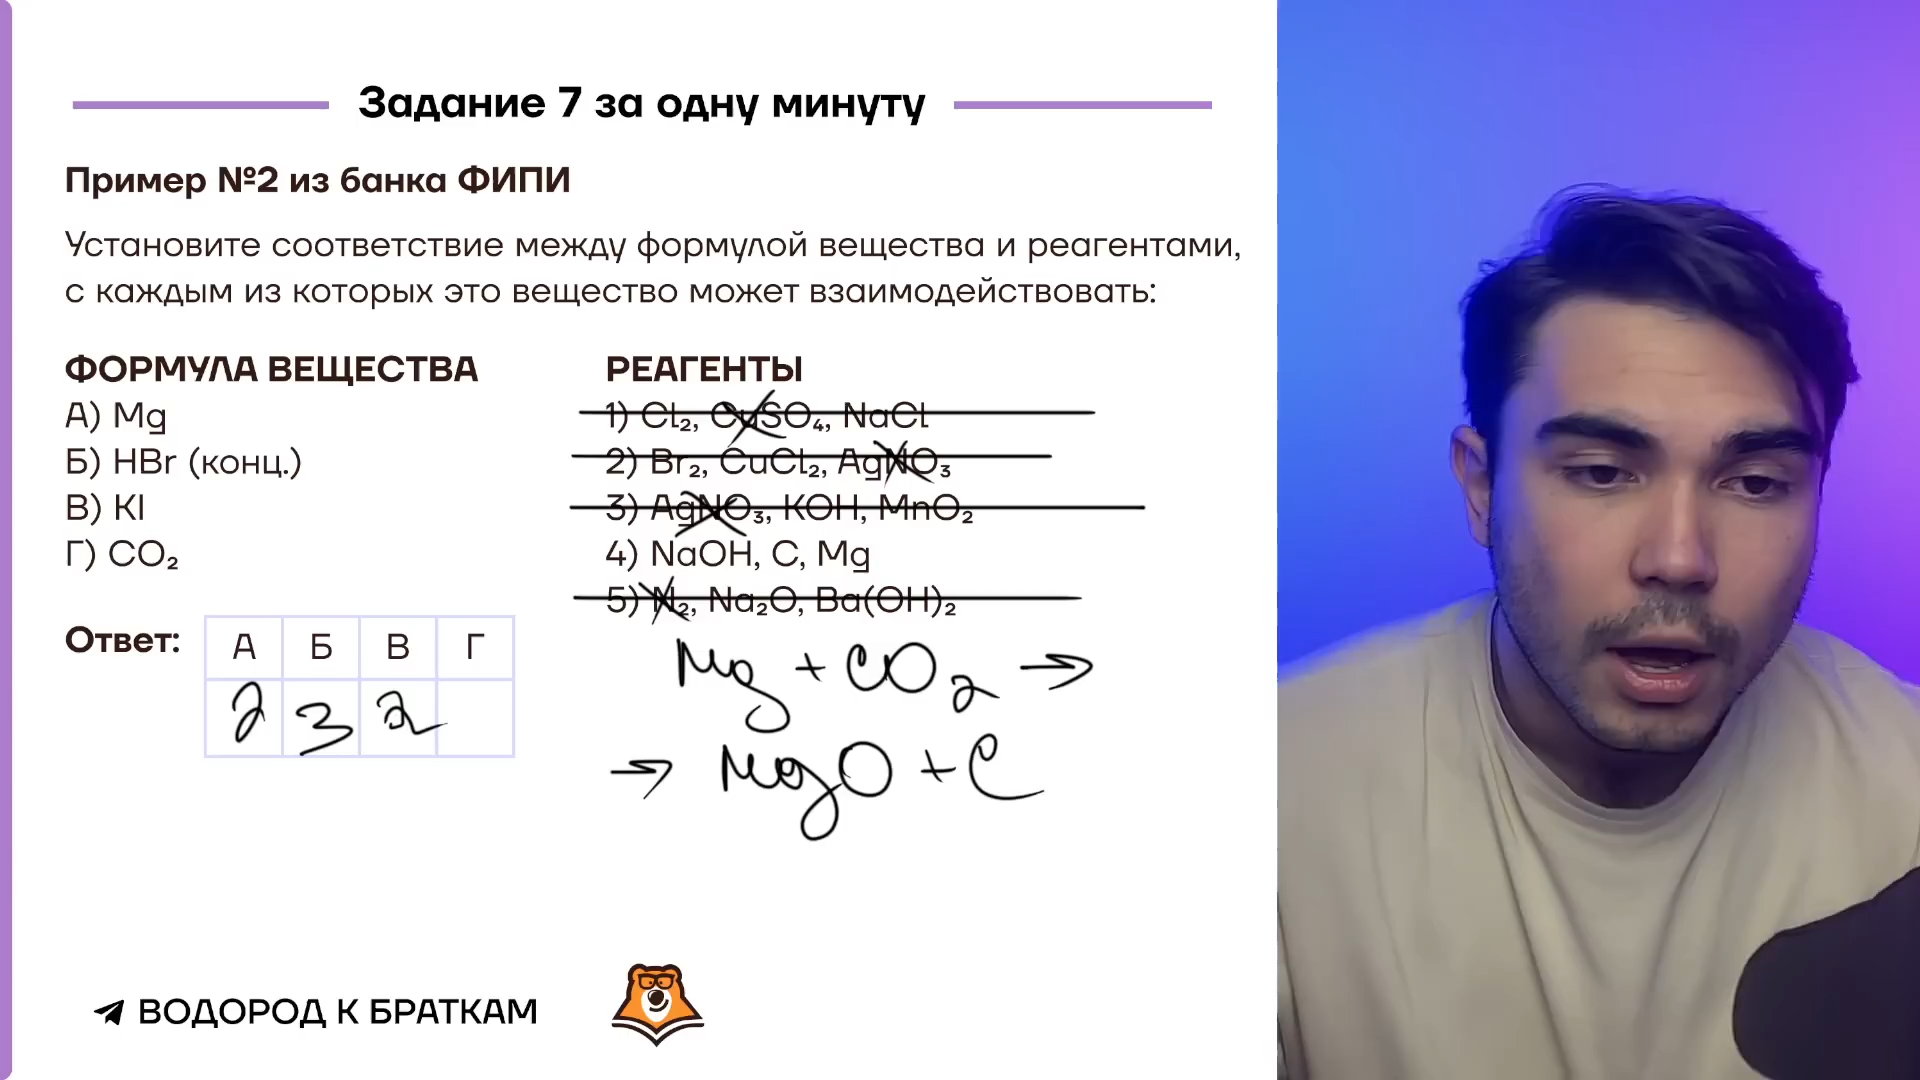 Задание 7 за одну минуту
Пример №2 из банка ФИПИ
Установите соответствие между формулой вещества и реагентами,
с каждым из которых это вещество может взаимодействовать:
ФОРМУЛА ВЕЩЕСТВА
А) Mg
Б) HBr (конц.)
В) KI
Г) CO₂
РЕАГЕНТЫ
1) Cl₂, CuSO₄, NaCl
2) Br₂, CuCl₂, AgNO₃
3) AgNO₃, KOH, MnO₂
4) NaOH, C, Mg
5) N₂, Na₂O, Ba(OH)₂
Ответ:
А Б В Г
2 3 2
Mg + CO₂ →
→ MgO + C
ВОДОРОД К БРАТКАМ